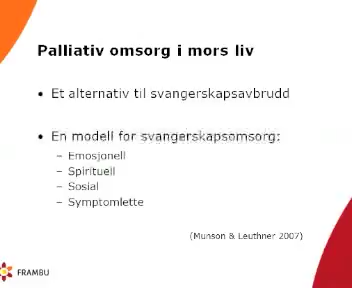 Palliativ omsorg i mors liv
• Et alternativ til svangerskapsavbrudd
• En modell for svangerskapsomsorg:
– Emosjonell
– Spirituell
– Sosial
– Symptomlette
(Munson & Leuthner 2007)
FRAMBU